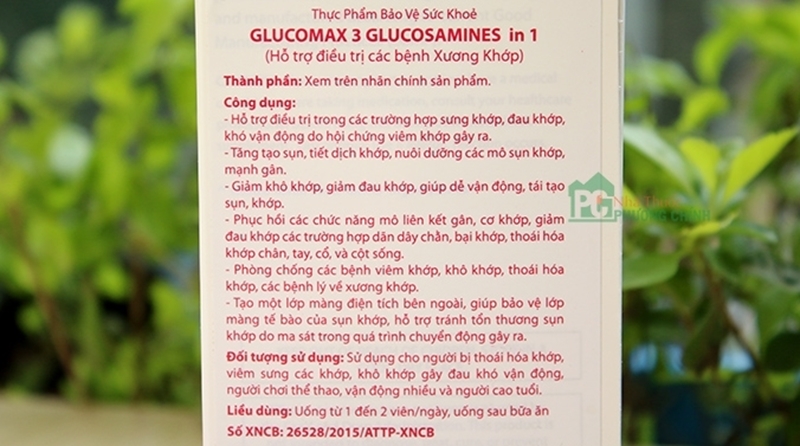 Thực Phẩm Bảo Vệ Sức Khoẻ
GLUCOMAX 3 GLUCOSAMINES in 1
(Hỗ trợ điều trị các bệnh Xương Khớp)
Thành phần: Xem trên nhãn chính sản phẩm.
Công dụng:
- Hỗ trợ điều trị trong các trường hợp sưng khớp, đau khớp,
khó vận động do hội chứng viêm khớp gây ra.
- Tăng tạo sụn, tiết dịch khớp, nuôi dưỡng các mô sụn khớp,
mạnh gân.
- Giảm khô khớp, giảm đau khớp, giúp dễ vận động, tái tạo
sụn, khớp.
- Phục hồi các chức năng mô liên kết gân, cơ khớp, giảm
đau khớp các trường hợp dãn dây chằn, bại khớp, thoái hóa
khớp chân, tay, cổ, và cột sống.
- Phòng chống các bệnh viêm khớp, khô khớp, thoái hóa
khớp, các bệnh lý về xương khớp.
- Tạo một lớp màng điện tích bên ngoài, giúp bảo vệ lớp
màng tế bào của sụn khớp, hỗ trợ tránh tổn thương sụn
khớp do ma sát trong quá trình chuyển động gây ra.
Đối tượng sử dụng: Sử dụng cho người bị thoái hóa khớp,
viêm sưng các khớp, khô khớp gây đau khó vận động,
người chơi thể thao, vận động nhiều và người cao tuổi.
Liều dùng: Uống từ 1 đến 2 viên/ngày, uống sau bữa ăn
Số XNCB: 26528/2015/ATTP-XNCB
PG
PHƯƠNG CHINH